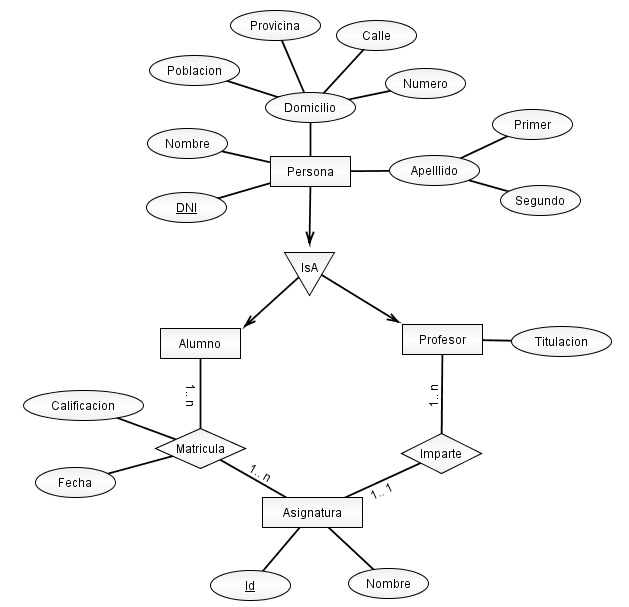 Provicina
Calle
Poblacion
Numero
Domicilio
Primer
Nombre
Persona
Apelllido
DNI
Segundo
IsA
Alumno
Profesor
Titulacion
1.. n
1.. n
Calificacion
Matricula
Imparte
Fecha
1.. n
1.. 1
Asignatura
Id
Nombre